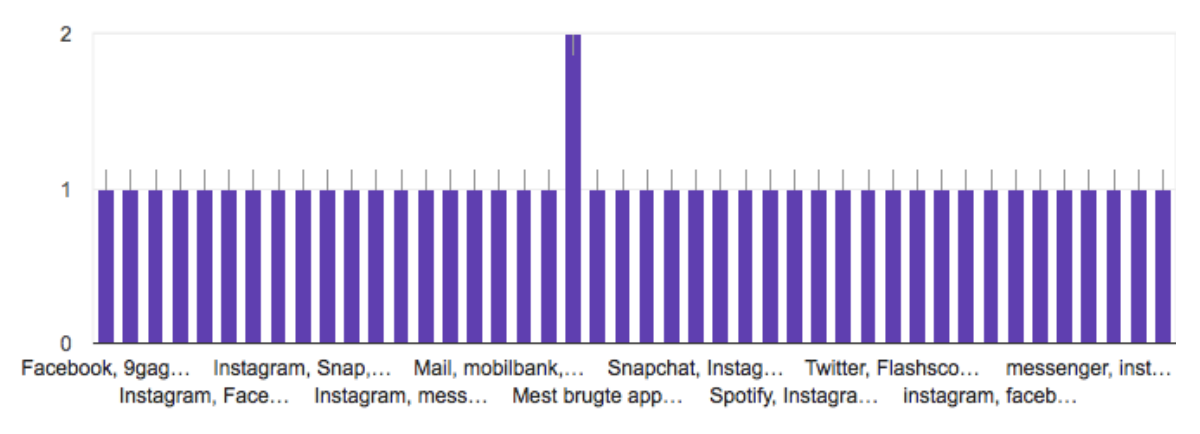 2
1
0
Facebook, 9gag... Instagram, Snap,... Mail, mobilbank,... Snapchat, Instag... Twitter, Flashsco... messenger, inst...
Instagram, Face... Instagram, mess... Mest brugte app... Spotify, Instagra... instagram, faceb...